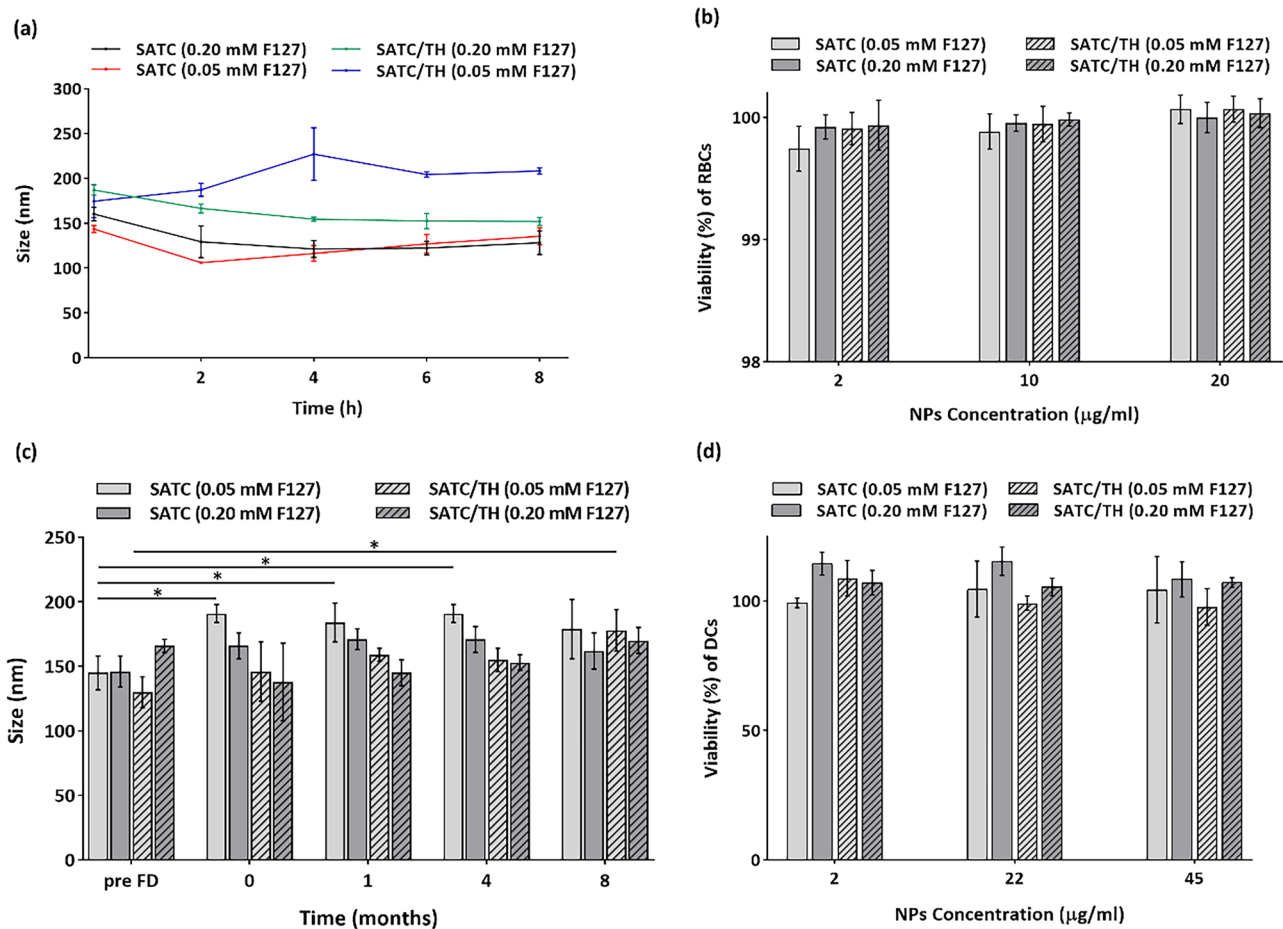 (a)
SATC (0.20 mM F127) SATC/TH (0.20 mM F127)
SATC (0.05 mM F127) SATC/TH (0.05 mM F127)
300
250
200
150
100
50
0
Size (nm)
2 4 6 8
Time (h)
(b)
SATC (0.05 mM F127) SATC/TH (0.05 mM F127)
SATC (0.20 mM F127) SATC/TH (0.20 mM F127)
100
99
98
Viability (%) of RBCs
2 10 20
NPs Concentration (μg/ml)
(c)
SATC (0.05 mM F127) SATC/TH (0.05 mM F127)
SATC (0.20 mM F127) SATC/TH (0.20 mM F127)
250
200
150
100
50
0
Size (nm)
*
*
*
*
pre FD 0 1 4 8
Time (months)
(d)
SATC (0.05 mM F127) SATC/TH (0.05 mM F127)
SATC (0.20 mM F127) SATC/TH (0.20 mM F127)
100
50
0
Viability (%) of DCs
2 22 45
NPs Concentration (μg/ml)